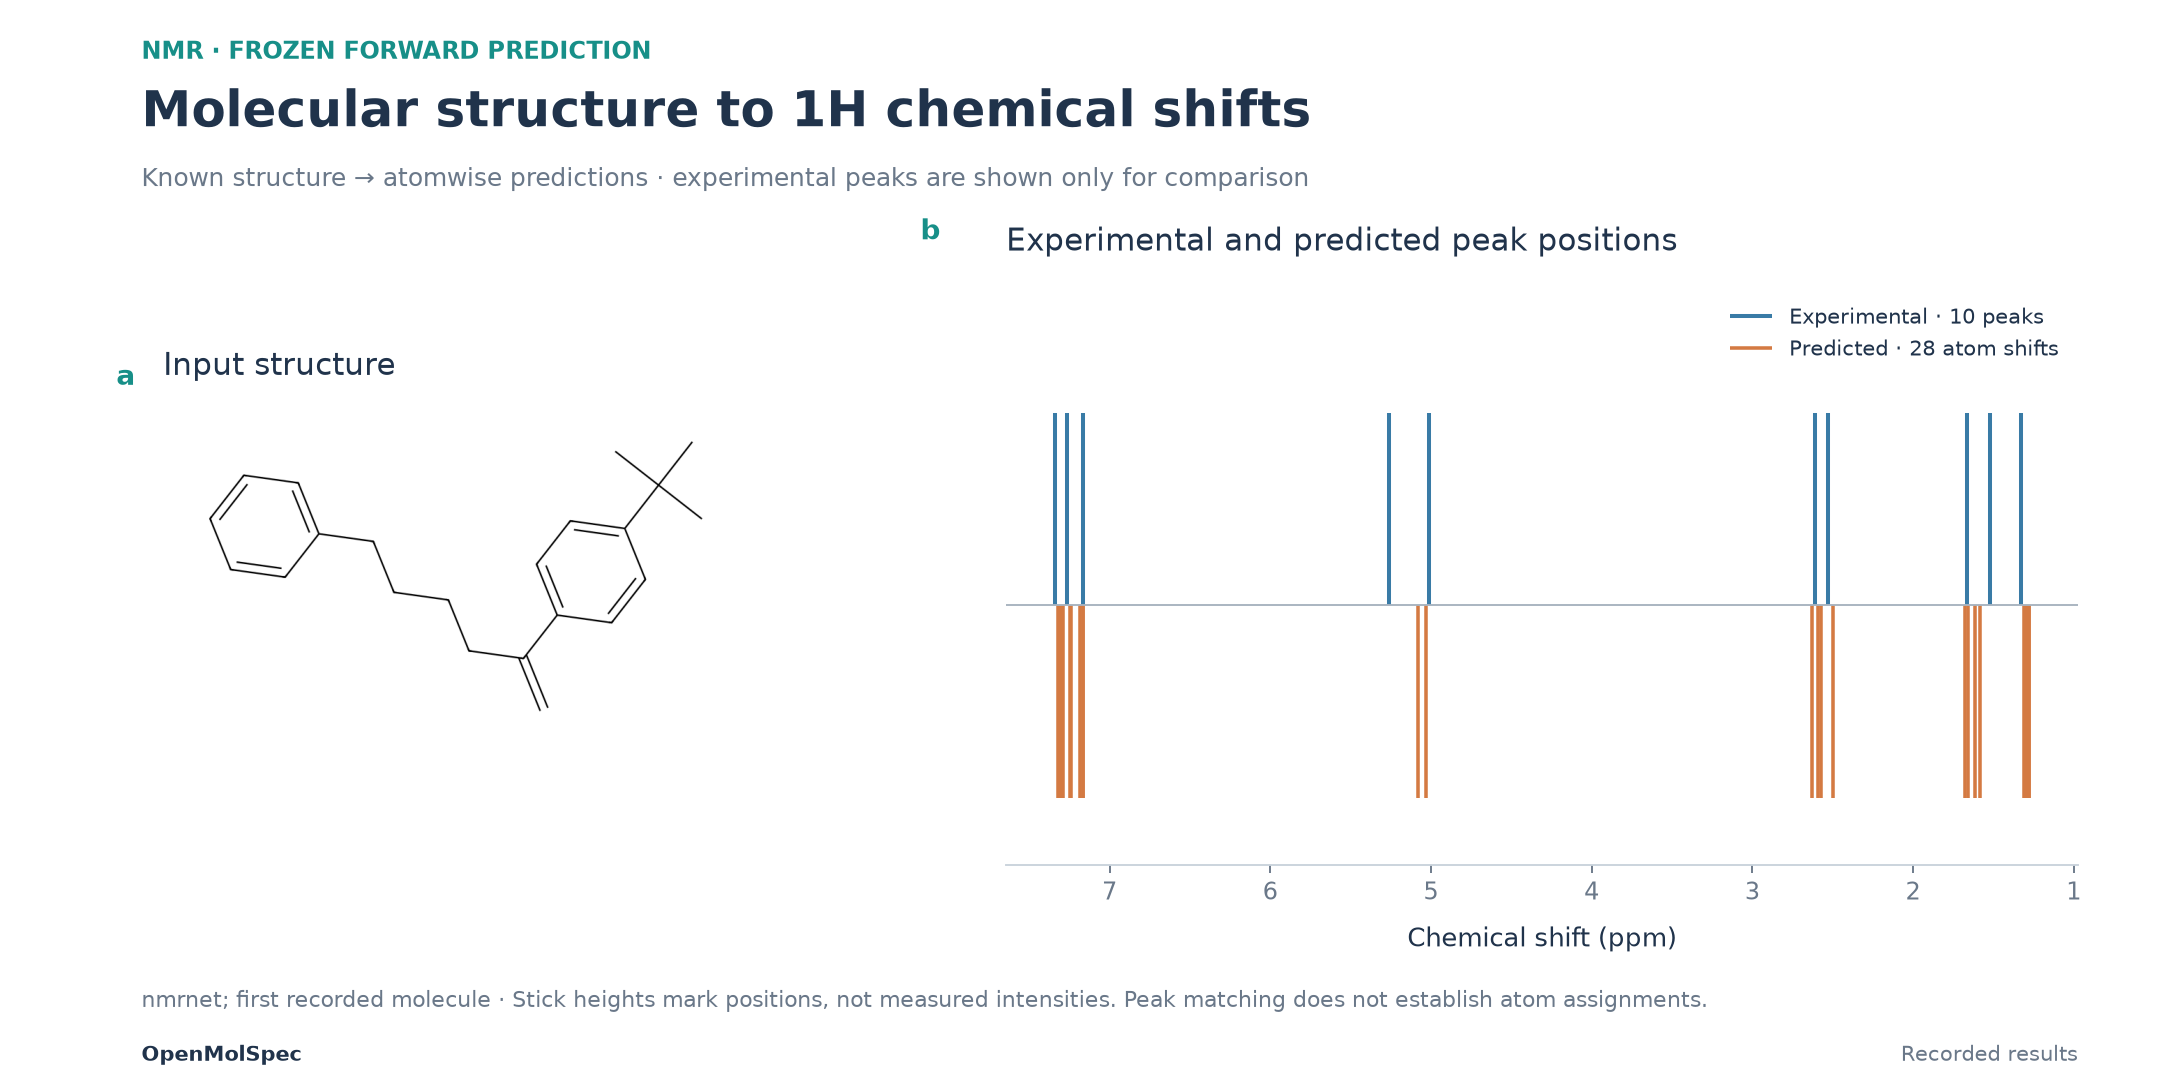 NMR · FROZEN FORWARD PREDICTION
Molecular structure to 1H chemical shifts
Known structure → atomwise predictions · experimental peaks are shown only for comparison
a
Input structure
b
Experimental and predicted peak positions
Experimental · 10 peaks
Predicted · 28 atom shifts
7 6 5 4 3 2 1
Chemical shift (ppm)
nmrnet; first recorded molecule · Stick heights mark positions, not measured intensities. Peak matching does not establish atom assignments.
OpenMolSpec
Recorded results